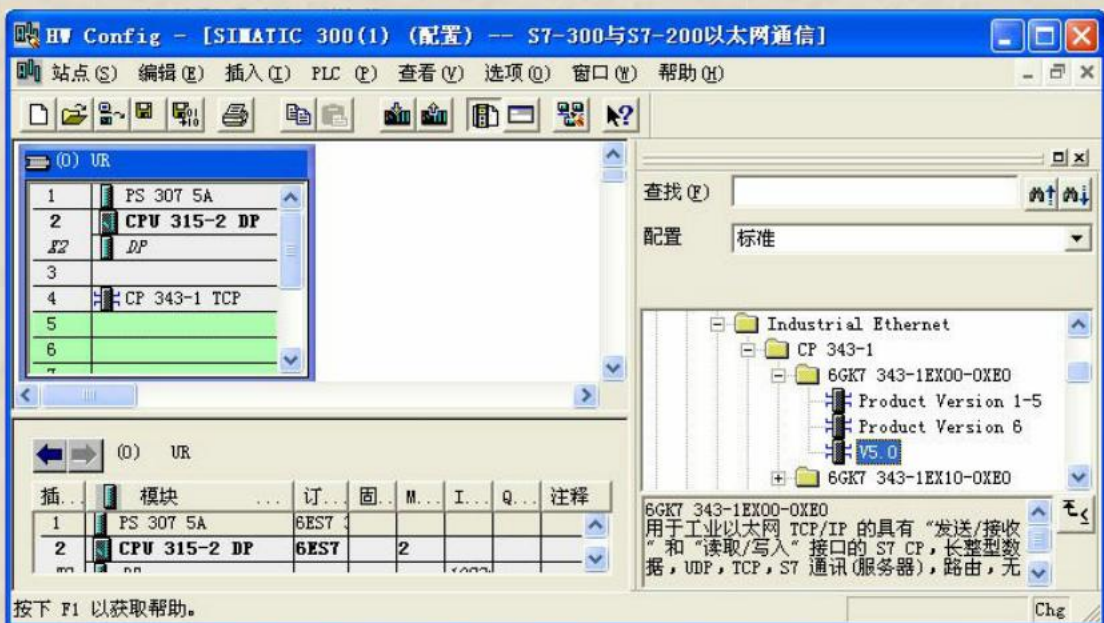 HW Config - [SIMATIC 300(1) (配置) -- S7-300与S7-200以太网通信]
站点(S) 编辑(E) 插入(I) PLC (P) 查看(V) 选项(O) 窗口(W) 帮助(H)
(0) UR
1 PS 307 5A
2 CPU 315-2 DP
X2 DP
3
4 CP 343-1 TCP
5
6
查找(F)
配置 标准
Industrial Ethernet
CP 343-1
6GK7 343-1EX00-0XE0
Product Version 1-5
Product Version 6
V5.0
6GK7 343-1EX10-0XE0
(0) UR
插... 模块 ... 订... 固.. M... I... Q... 注释
1 PS 307 5A 6ES7
2 CPU 315-2 DP 6ES7 2
6GK7 343-1EX00-0XE0
用于工业以太网 TCP/IP 的具有 “发送/接收
” 和 “读取/写入” 接口的 S7 CP，长整型数
据，UDP，TCP，S7 通讯(服务器)，路由，无
按下 F1 以获取帮助。
Chg